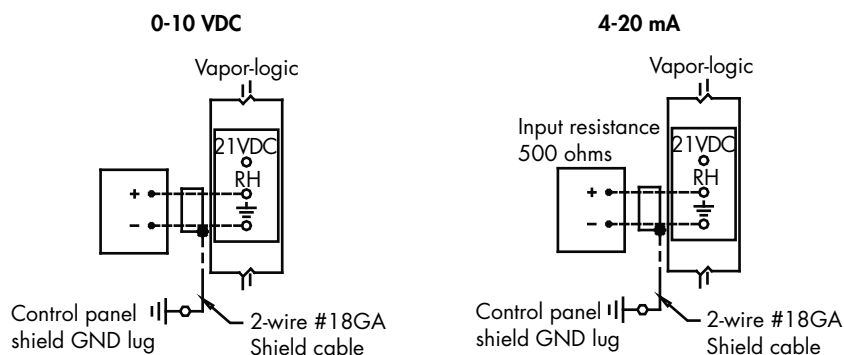 0-10 VDC
Vapor-logic
21VDC
RH
+
–
Control panel
shield GND lug
2-wire #18GA
Shield cable
4-20 mA
Vapor-logic
Input resistance
500 ohms
21VDC
RH
+
–
Control panel
shield GND lug
2-wire #18GA
Shield cable